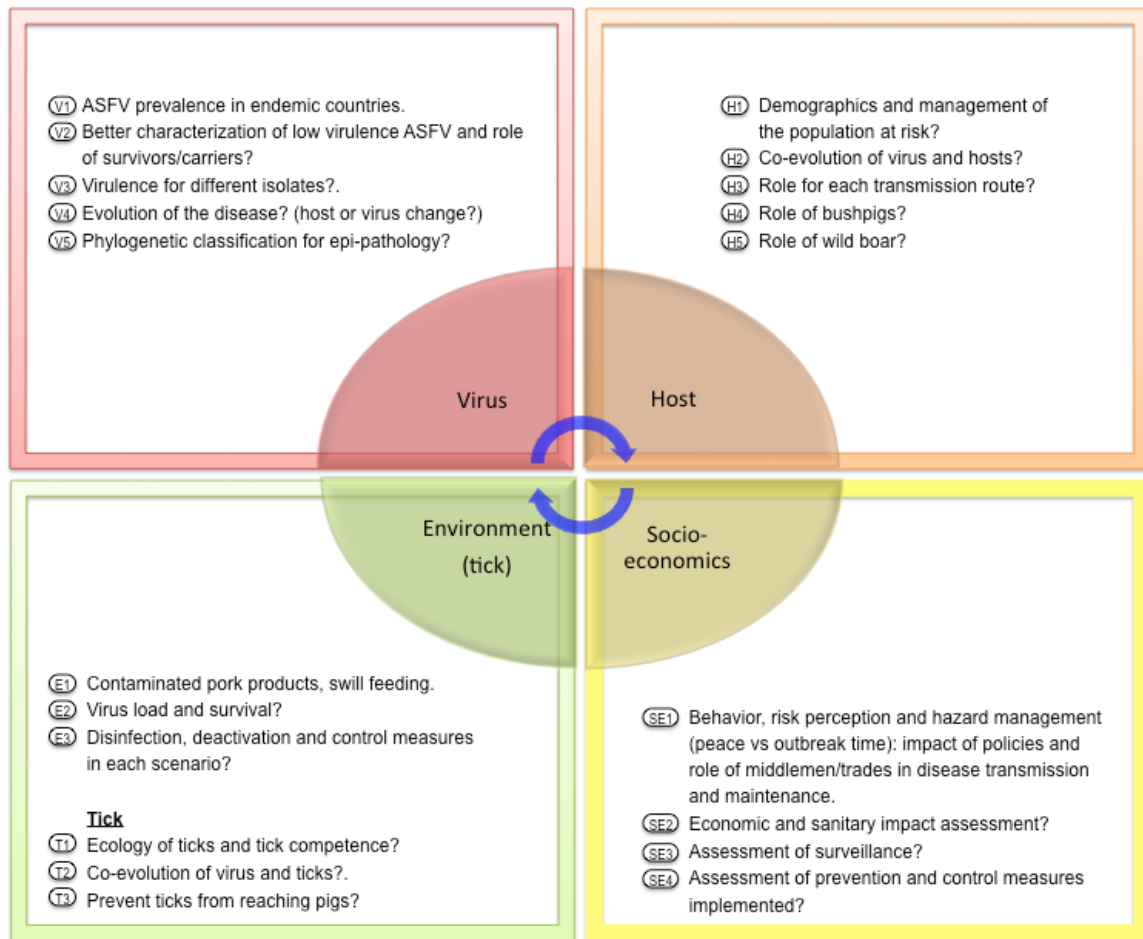 V1 ASFV prevalence in endemic countries.
V2 Better characterization of low virulence ASFV and role
of survivors/carriers?
V3 Virulence for different isolates?.
V4 Evolution of the disease? (host or virus change?)
V5 Phylogenetic classification for epi-pathology?
H1 Demographics and management of
the population at risk?
H2 Co-evolution of virus and hosts?
H3 Role for each transmission route?
H4 Role of bushpigs?
H5 Role of wild boar?
Virus
Host
Environment
(tick)
Socio-
economics
E1 Contaminated pork products, swill feeding.
E2 Virus load and survival?
E3 Disinfection, deactivation and control measures
in each scenario?
Tick
T1 Ecology of ticks and tick competence?
T2 Co-evolution of virus and ticks?.
T3 Prevent ticks from reaching pigs?
SE1 Behavior, risk perception and hazard management
(peace vs outbreak time): impact of policies and
role of middlemen/trades in disease transmission
and maintenance.
SE2 Economic and sanitary impact assessment?
SE3 Assessment of surveillance?
SE4 Assessment of prevention and control measures
implemented?